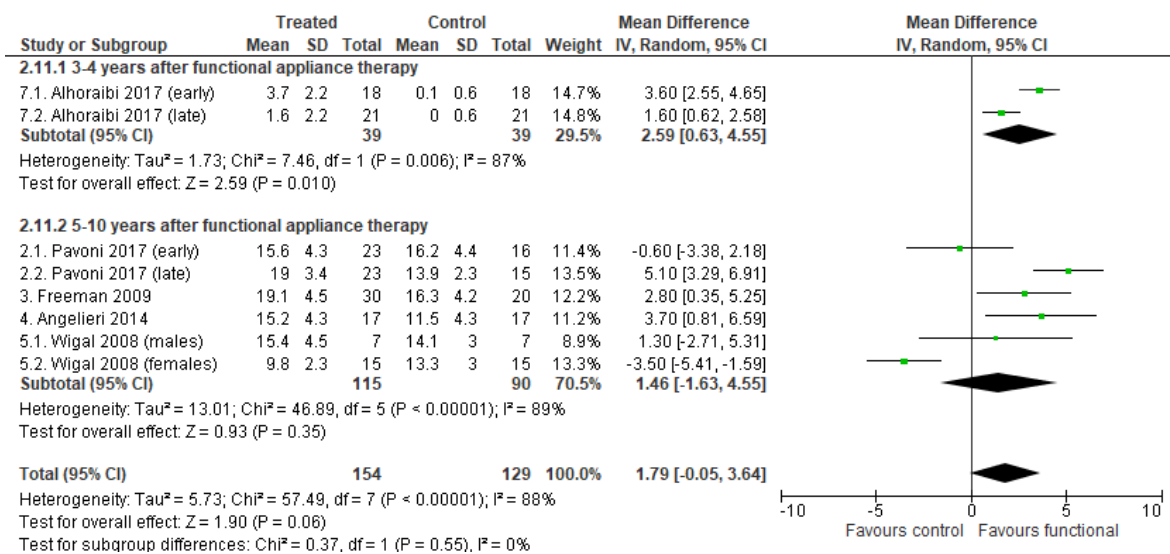 Treated Control Mean Difference Mean Difference
Study or Subgroup Mean SD Total Mean SD Total Weight IV, Random, 95% CI IV, Random, 95% CI
2.11.1 3-4 years after functional appliance therapy
7.1. Alhoraibi 2017 (early) 3.7 2.2 18 0.1 0.6 18 14.7% 3.60 [2.55, 4.65]
7.2. Alhoraibi 2017 (late) 1.6 2.2 21 0 0.6 21 14.8% 1.60 [0.62, 2.58]
Subtotal (95% CI) 39 39 29.5% 2.59 [0.63, 4.55]
Heterogeneity: Tau² = 1.73; Chi² = 7.46, df = 1 (P = 0.006); I² = 87%
Test for overall effect: Z = 2.59 (P = 0.010)
2.11.2 5-10 years after functional appliance therapy
2.1. Pavoni 2017 (early) 15.6 4.3 23 16.2 4.4 16 11.4% -0.60 [-3.38, 2.18]
2.2. Pavoni 2017 (late) 19 3.4 23 13.9 2.3 15 13.5% 5.10 [3.29, 6.91]
3. Freeman 2009 19.1 4.5 30 16.3 4.2 20 12.2% 2.80 [0.35, 5.25]
4. Angelieri 2014 15.2 4.3 17 11.5 4.3 17 11.2% 3.70 [0.81, 6.59]
5.1. Wigal 2008 (males) 15.4 4.5 7 14.1 3 7 8.9% 1.30 [-2.71, 5.31]
5.2. Wigal 2008 (females) 9.8 2.3 15 13.3 3 15 13.3% -3.50 [-5.41, -1.59]
Subtotal (95% CI) 115 90 70.5% 1.46 [-1.63, 4.55]
Heterogeneity: Tau² = 13.01; Chi² = 46.89, df = 5 (P < 0.00001); I² = 89%
Test for overall effect: Z = 0.93 (P = 0.35)
Total (95% CI) 154 129 100.0% 1.79 [-0.05, 3.64]
Heterogeneity: Tau² = 5.73; Chi² = 57.49, df = 7 (P < 0.00001); I² = 88%
Test for overall effect: Z = 1.90 (P = 0.06)
Test for subgroup differences: Chi² = 0.37, df = 1 (P = 0.55), I² = 0%
-10 -5 0 5 10
Favours control Favours functional